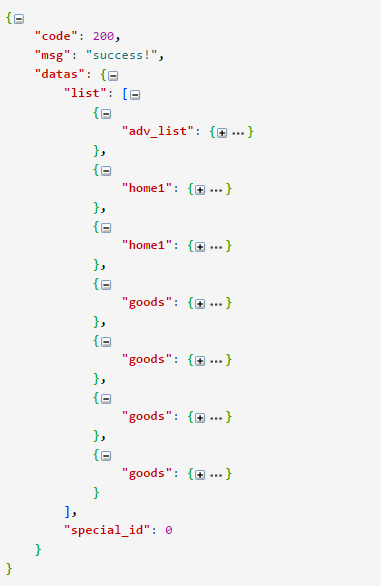 {
"code": 200,
"msg": "success!",
"datas": {
"list": [
{
"adv_list": { ... }
},
{
"home1": { ... }
},
{
"home1": { ... }
},
{
"goods": { ... }
},
{
"goods": { ... }
},
{
"goods": { ... }
},
{
"goods": { ... }
}
],
"special_id": 0
}
}